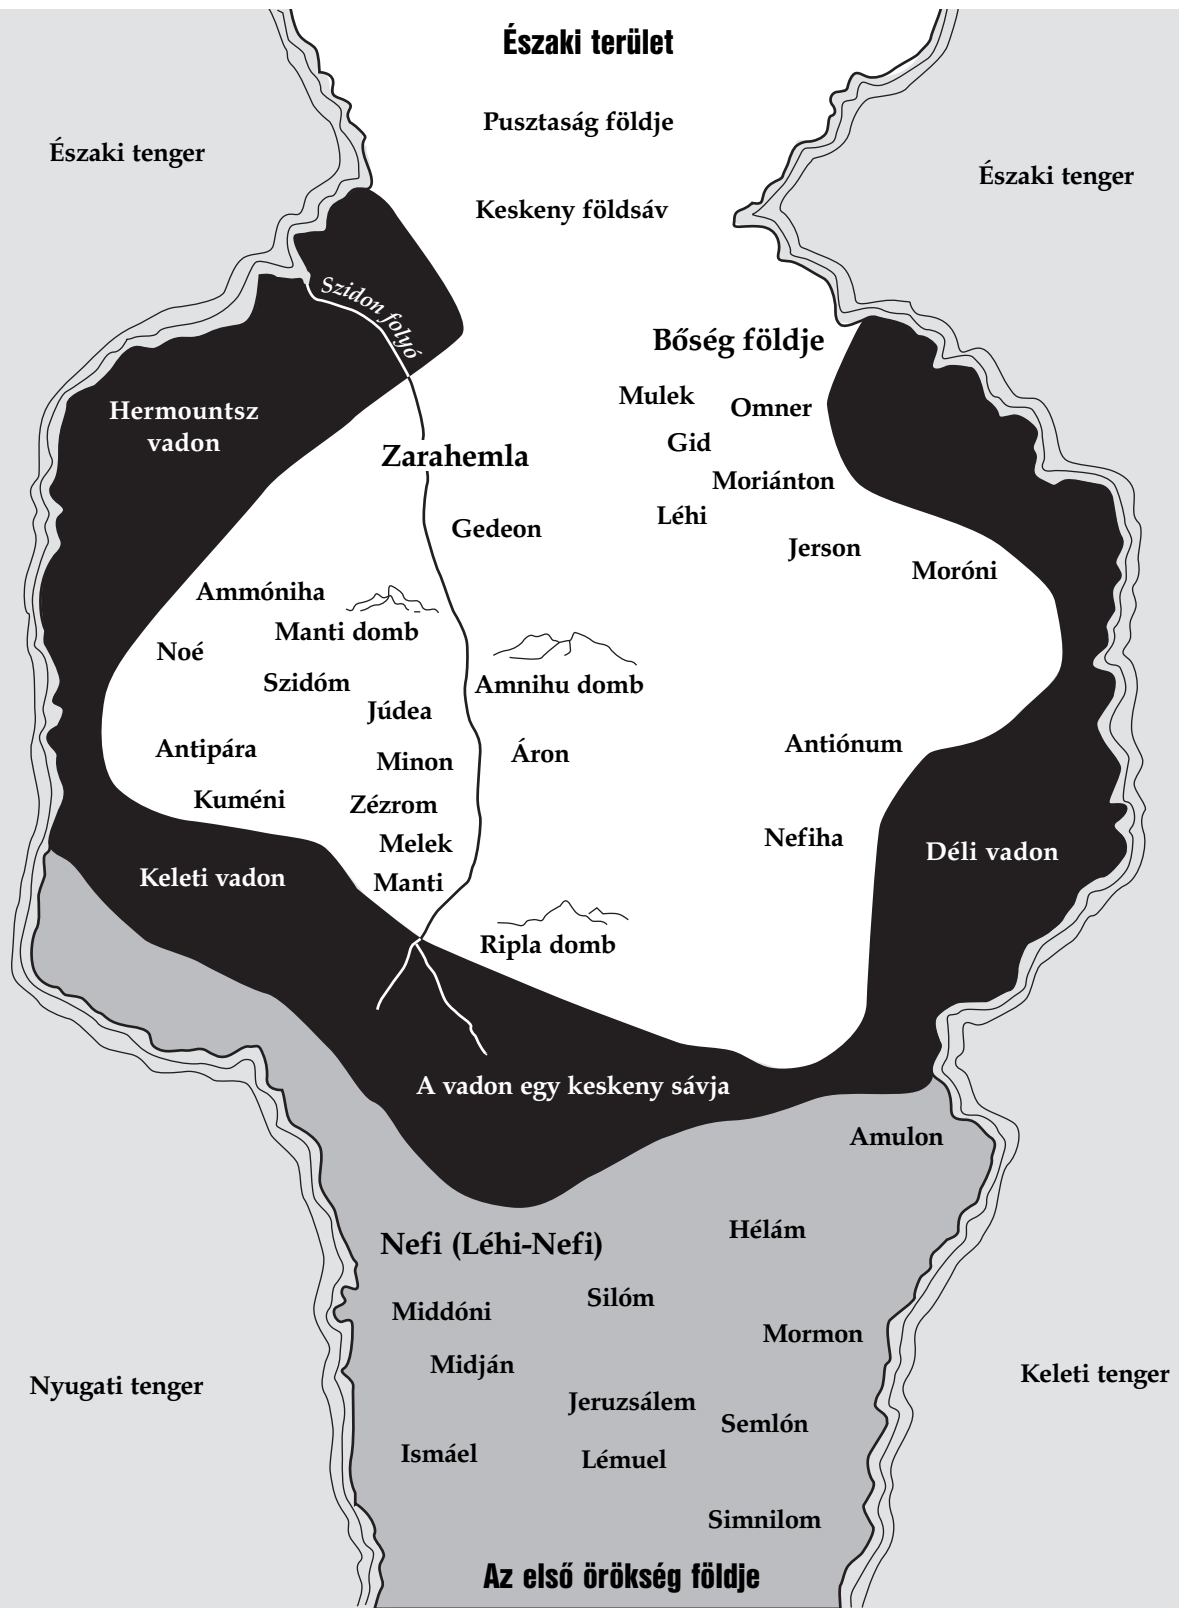 Északi terület
Pusztaság földje
Északi tenger
Északi tenger
Keskeny földsáv
Szidon folyó
Bőség földje
Mulek
Omner
Hermountsz
vadon
Gid
Zarahemla
Moriánton
Léhi
Gedeon
Jerson
Moróni
Ammóniha
Manti domb
Noé
Szidóm
Amnihu domb
Júdea
Antiónum
Antipára
Áron
Minon
Kuméni
Zézrom
Nefiha
Melek
Déli vadon
Keleti vadon
Manti
Ripla domb
A vadon egy keskeny sávja
Amulon
Hélám
Nefi (Léhi-Nefi)
Silóm
Middóni
Mormon
Midján
Keleti tenger
Nyugati tenger
Jeruzsálem
Semlón
Ismáel
Lémuel
Simnilom
Az első örökség földje